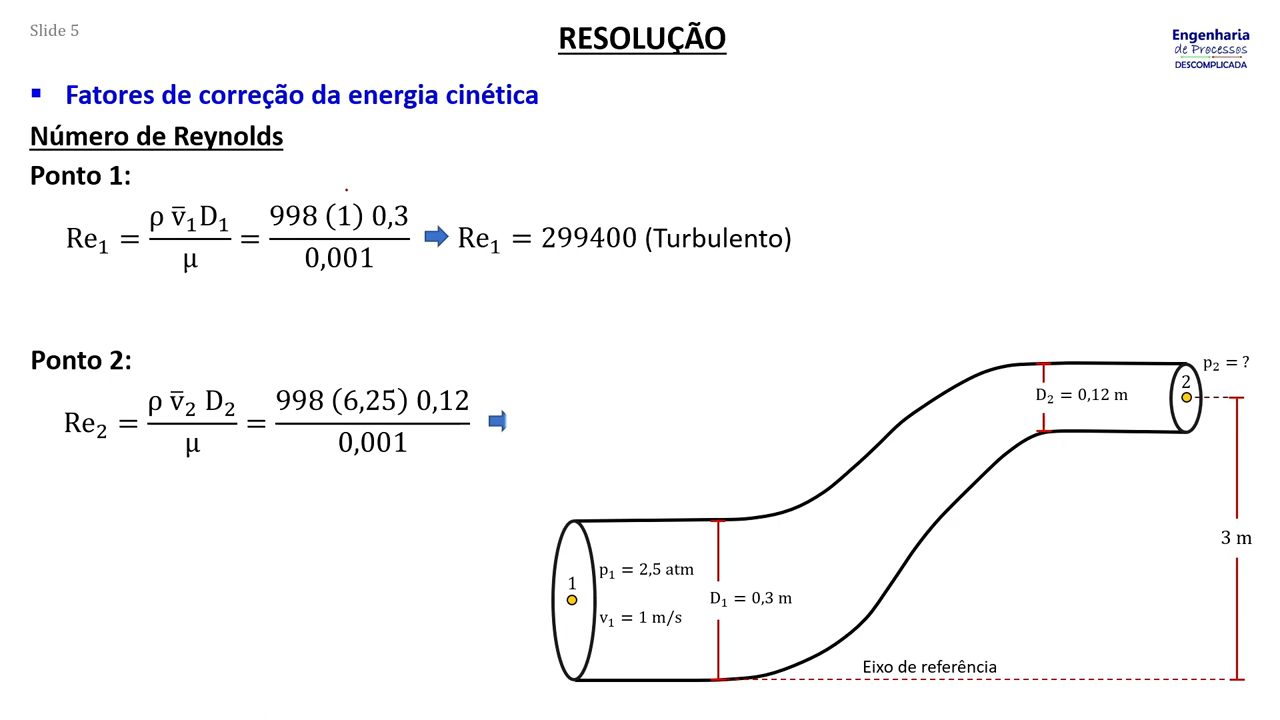 Slide 5
RESOLUÇÃO
Engenharia
de Processos
DESCOMPLICADA
▪ Fatores de correção da energia cinética
Número de Reynolds
Ponto 1:
Re₁ = ρ v̄₁D₁ / μ = 998 (1) 0,3 / 0,001 ➡ Re₁ = 299400 (Turbulento)
Ponto 2:
Re₂ = ρ v̄₂ D₂ / μ = 998 (6,25) 0,12 / 0,001 ➡
p₂ = ?
2
D₂ = 0,12 m
3 m
1
p₁ = 2,5 atm
D₁ = 0,3 m
v₁ = 1 m/s
Eixo de referência